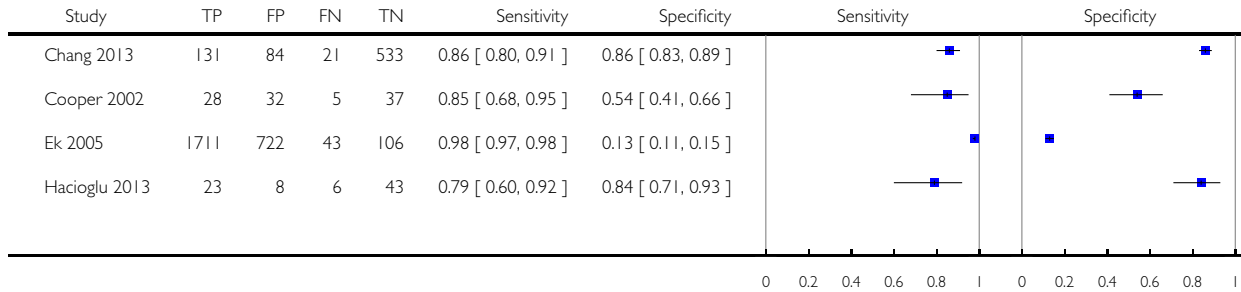 Study TP FP FN TN Sensitivity Specificity Sensitivity Specificity
Chang 2013 131 84 21 533 0.86 [ 0.80, 0.91 ] 0.86 [ 0.83, 0.89 ]
Cooper 2002 28 32 5 37 0.85 [ 0.68, 0.95 ] 0.54 [ 0.41, 0.66 ]
Ek 2005 1711 722 43 106 0.98 [ 0.97, 0.98 ] 0.13 [ 0.11, 0.15 ]
Hacioglu 2013 23 8 6 43 0.79 [ 0.60, 0.92 ] 0.84 [ 0.71, 0.93 ]
0 0.2 0.4 0.6 0.8 1 0 0.2 0.4 0.6 0.8 1